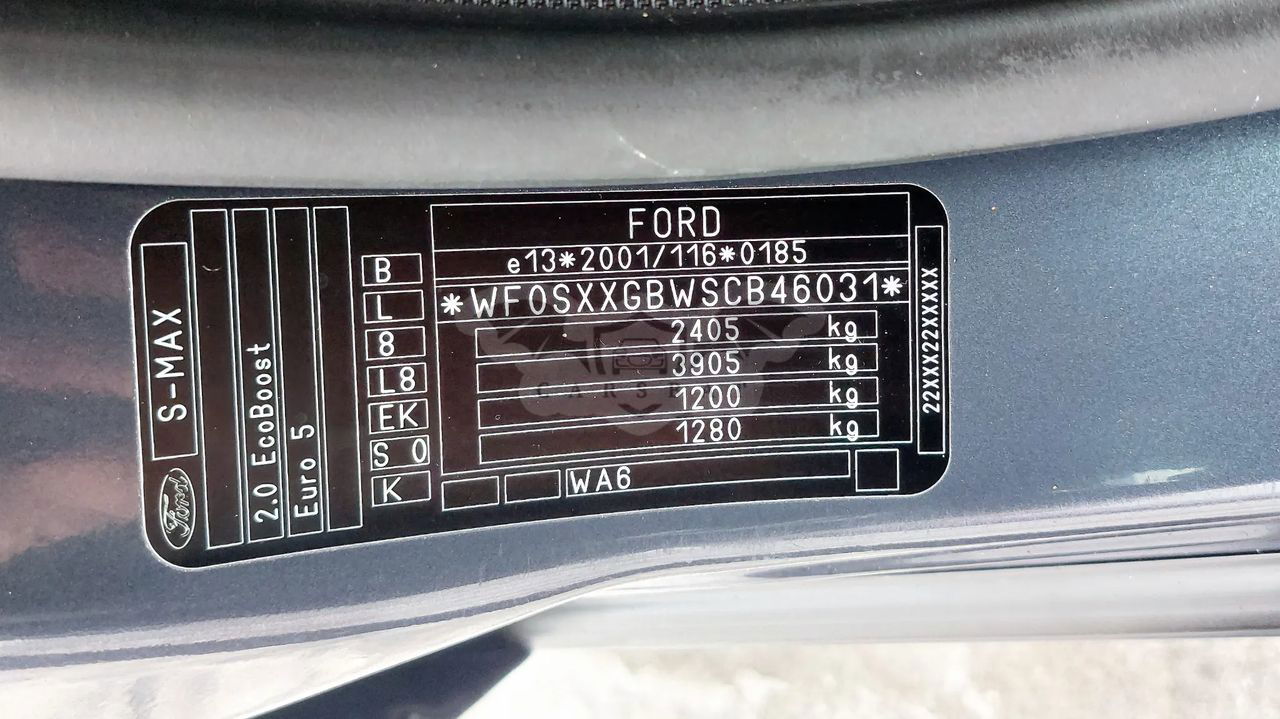 FORD
e13*2001/116*0185
*WF0SXXGBWSCB46031*
2405 kg
3905 kg
1200 kg
1280 kg
WA6
B
L
8
L8
EK
S 0
K
S-MAX
2.0 EcoBoost
Euro 5
Ford
22XXXX22XXXXXX